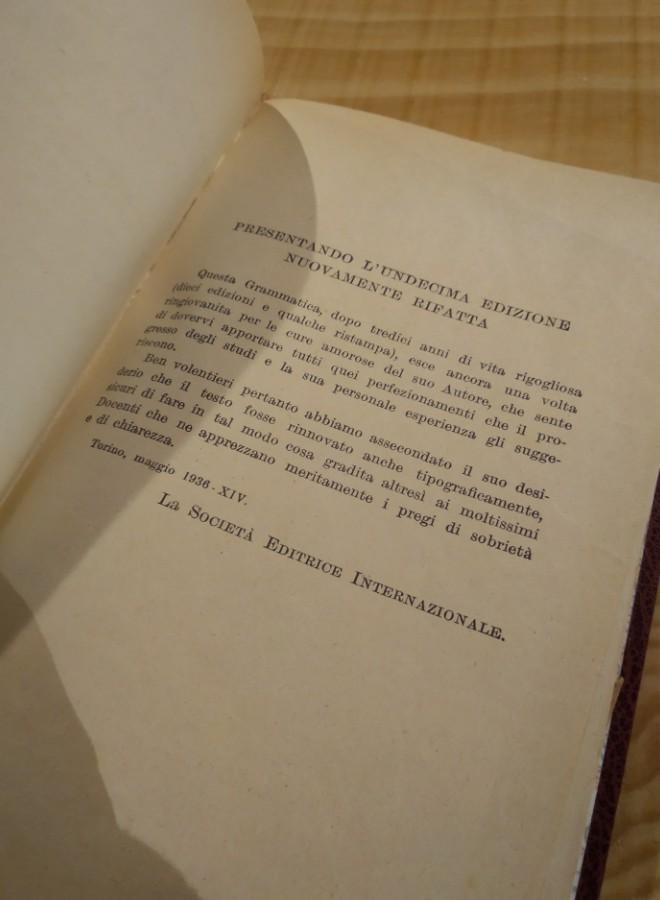 PRESENTANDO L'UNDECIMA EDIZIONE
NUOVAMENTE RIFATTA
Questa Grammatica, dopo tredici anni di vita rigogliosa
(dieci edizioni e qualche ristampa), esce ancora una volta
ringiovanita per le cure amorose del suo Autore, che sente
di dovervi apportare tutti quei perfezionamenti che il pro-
gresso degli studi e la sua personale esperienza gli sugge-
riscono.
Ben volentieri pertanto abbiamo assecondato il suo desi-
derio che il testo fosse rinnovato anche tipograficamente,
sicuri di fare in tal modo cosa gradita altresì ai moltissimi
Docenti che ne apprezzano meritamente i pregi di sobrietà
e di chiarezza.
Torino, maggio 1936-XIV.
LA SOCIETÀ EDITRICE INTERNAZIONALE.